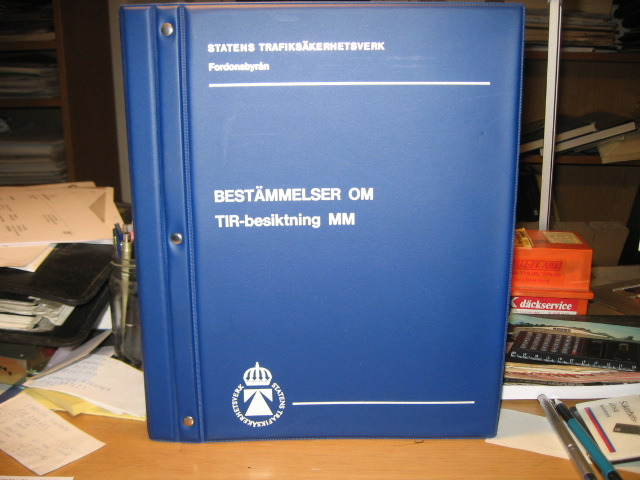 STATENS TRAFIKSÄKERHETSVERK
Fordonsbyrån
BESTÄMMELSER OM
TIR-besiktning MM
STATENS TRAFIKSÄKERHETSVERK
däckservice